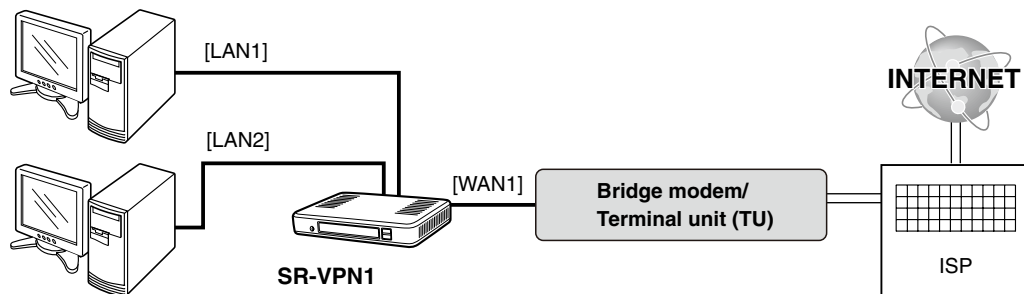 [LAN1]
INTERNET
[LAN2]
[WAN1]
Bridge modem/
Terminal unit (TU)
SR-VPN1
ISP